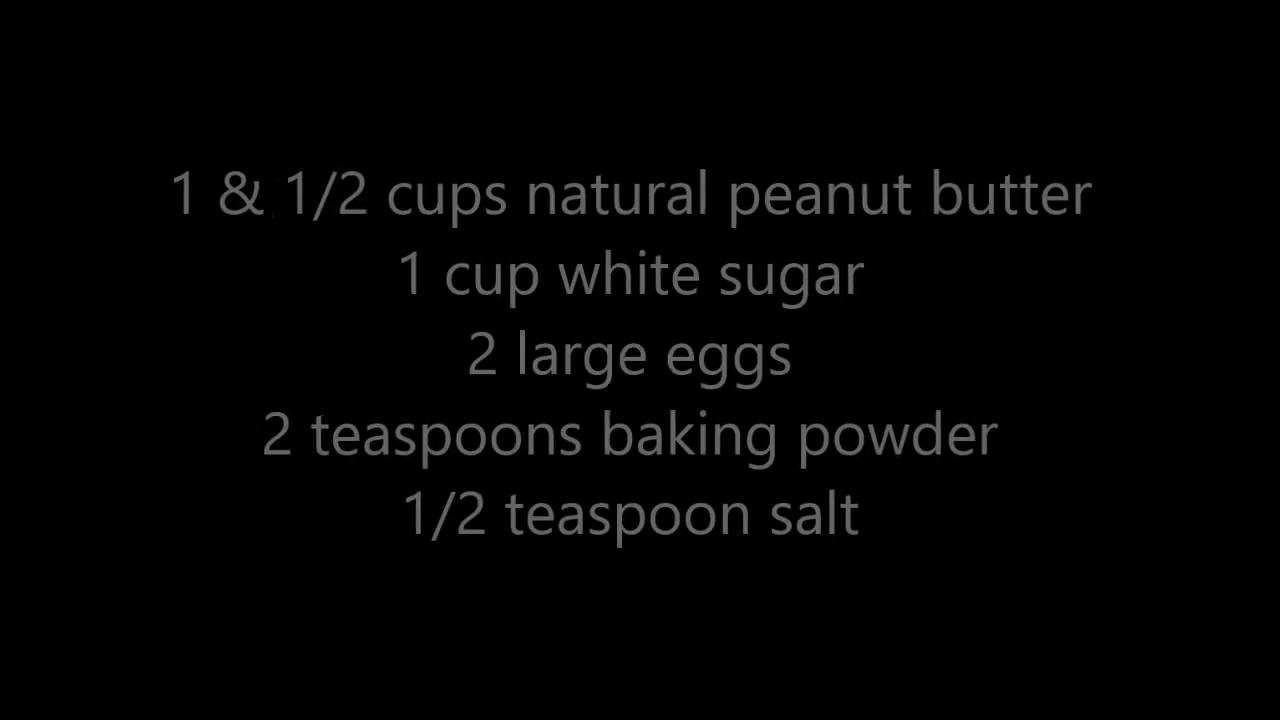 1 & 1/2 cups natural peanut butter
1 cup white sugar
2 large eggs
2 teaspoons baking powder
1/2 teaspoon salt